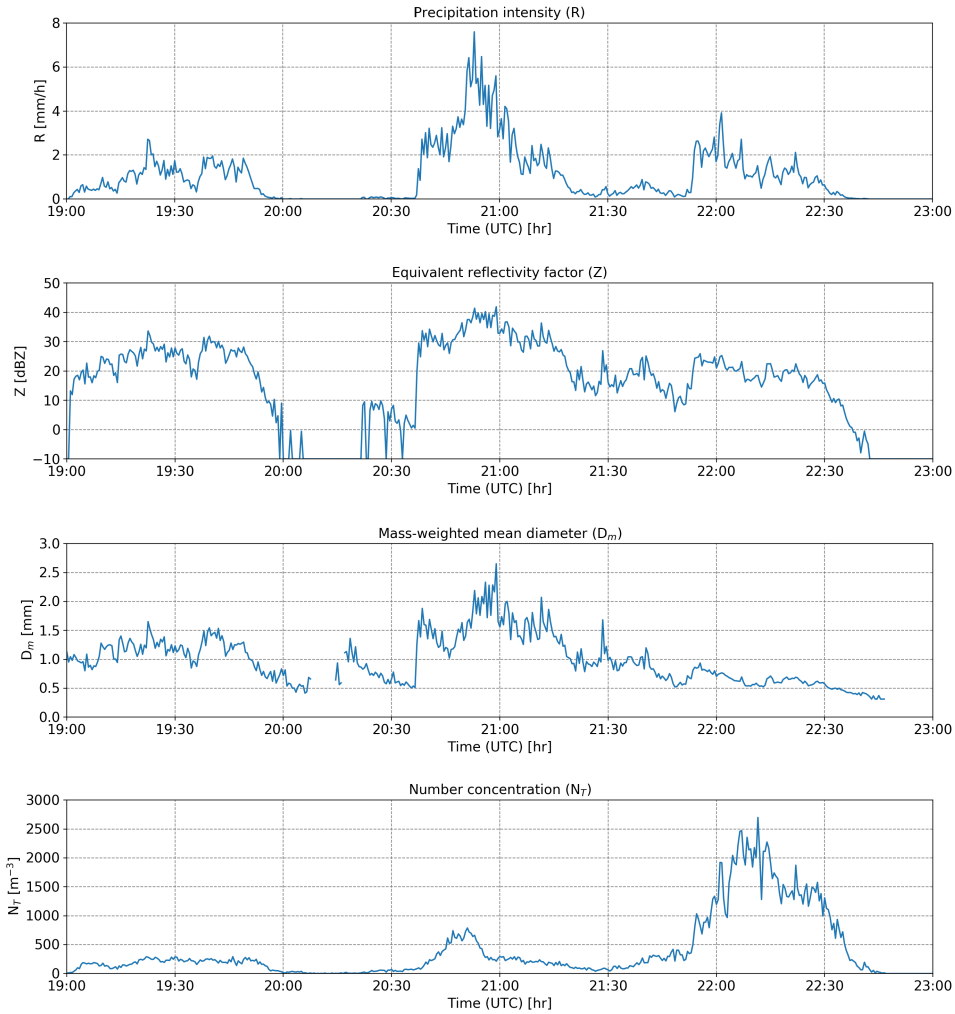 Precipitation intensity (R)
8
6
4
2
0
R [mm/h]
19:00 19:30 20:00 20:30 21:00 21:30 22:00 22:30 23:00
Time (UTC) [hr]
Equivalent reflectivity factor (Z)
50
40
30
20
10
0
−10
Z [dBZ]
19:00 19:30 20:00 20:30 21:00 21:30 22:00 22:30 23:00
Time (UTC) [hr]
Mass-weighted mean diameter (Dm)
3.0
2.5
2.0
1.5
1.0
0.5
0.0
Dm [mm]
19:00 19:30 20:00 20:30 21:00 21:30 22:00 22:30 23:00
Time (UTC) [hr]
Number concentration (NT)
3000
2500
2000
1500
1000
500
0
NT [m−3]
19:00 19:30 20:00 20:30 21:00 21:30 22:00 22:30 23:00
Time (UTC) [hr]